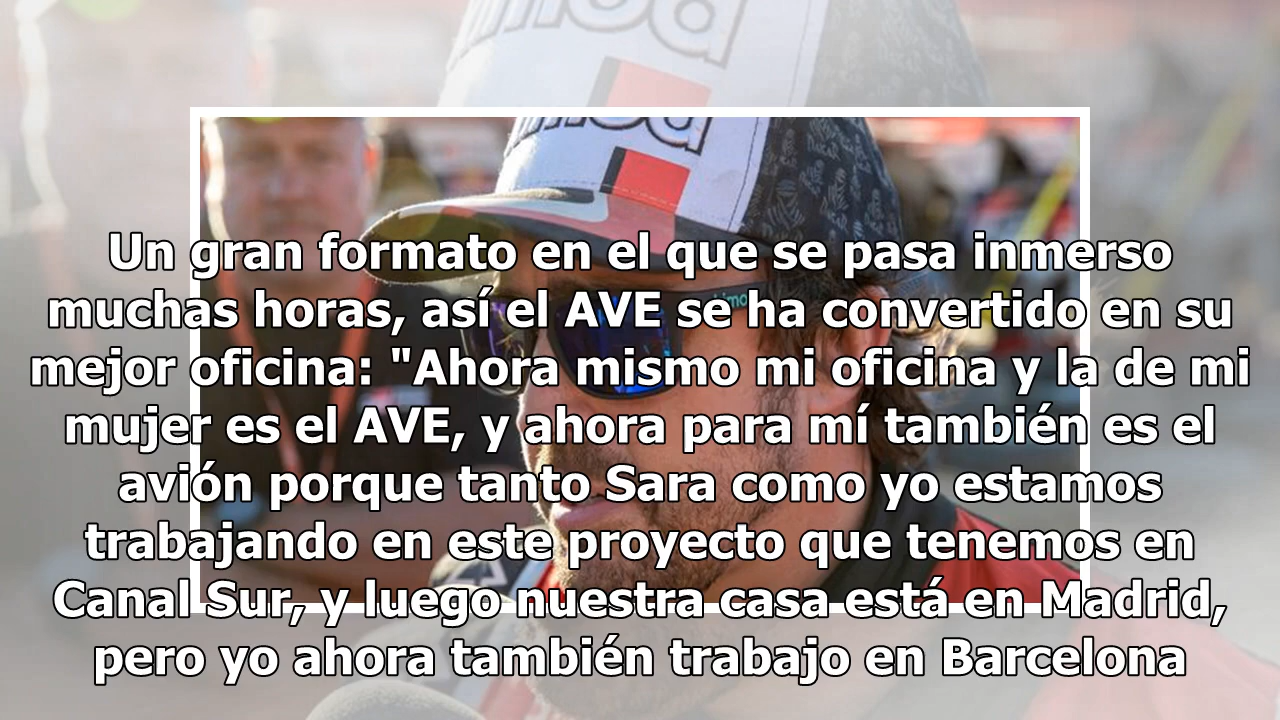 Un gran formato en el que se pasa inmerso
muchas horas, así el AVE se ha convertido en su
mejor oficina: "Ahora mismo mi oficina y la de mi
mujer es el AVE, y ahora para mí también es el
avión porque tanto Sara como yo estamos
trabajando en este proyecto que tenemos en
Canal Sur, y luego nuestra casa está en Madrid,
pero yo ahora también trabajo en Barcelona